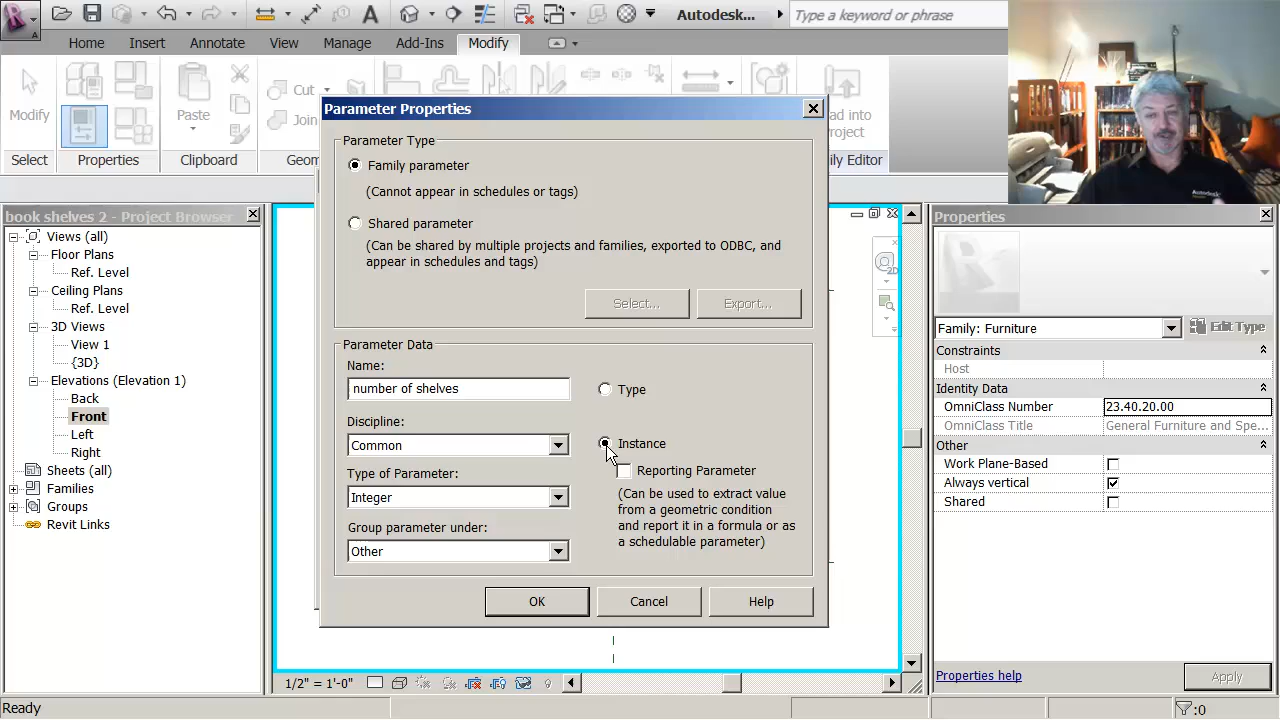 Autodesk...
Type a keyword or phrase
Home
Insert
Annotate
View
Manage
Add-Ins
Modify
Modify
Paste
Cut
Join
Select
Properties
Clipboard
Project
Family Editor
Parameter Properties
Parameter Type
Family parameter
(Cannot appear in schedules or tags)
Shared parameter
(Can be shared by multiple projects and families, exported to ODBC, and
appear in schedules and tags)
Select...
Export...
Parameter Data
Name:
number of shelves
Type
Discipline:
Common
Instance
Reporting Parameter
Type of Parameter:
Integer
(Can be used to extract value
from a geometric condition
and report it in a formula or as
a schedulable parameter)
Group parameter under:
Other
OK
Cancel
Help
book shelves 2 - Project Browser
Views (all)
Floor Plans
Ref. Level
Ceiling Plans
Ref. Level
3D Views
View 1
{3D}
Elevations (Elevation 1)
Back
Front
Left
Right
Sheets (all)
Families
Groups
Revit Links
2D
Autodesk
Properties
Family: Furniture
Edit Type
Constraints
Host
Identity Data
OmniClass Number
23.40.20.00
OmniClass Title
General Furniture and Spe...
Other
Work Plane-Based
Always vertical
Shared
Properties help
Apply
1/2" = 1'-0"
Ready
:0